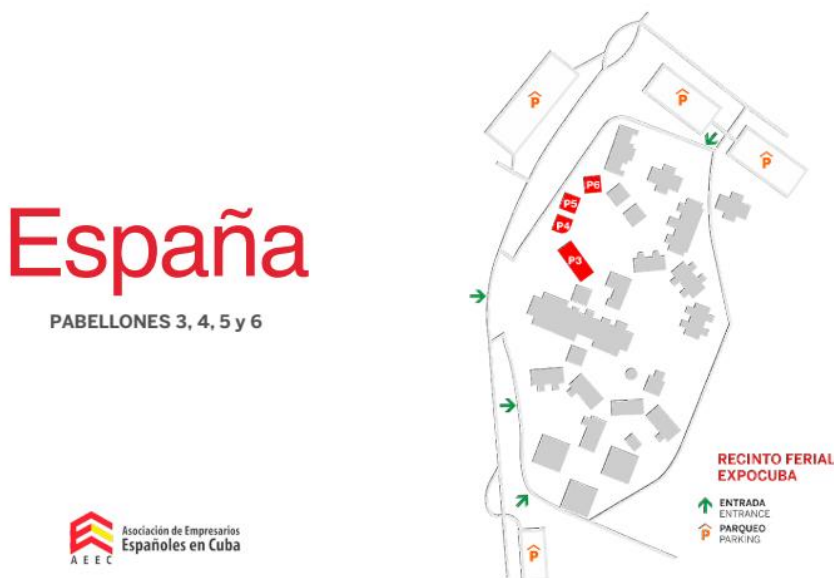 España
PABELLONES 3, 4, 5 y 6
AEEC
Asociación de Empresarios
Españoles en Cuba
P
P
P
P6
P5
P4
P3
P
RECINTO FERIAL
EXPOCUBA
ENTRADA
ENTRANCE
P
PARQUEO
PARKING